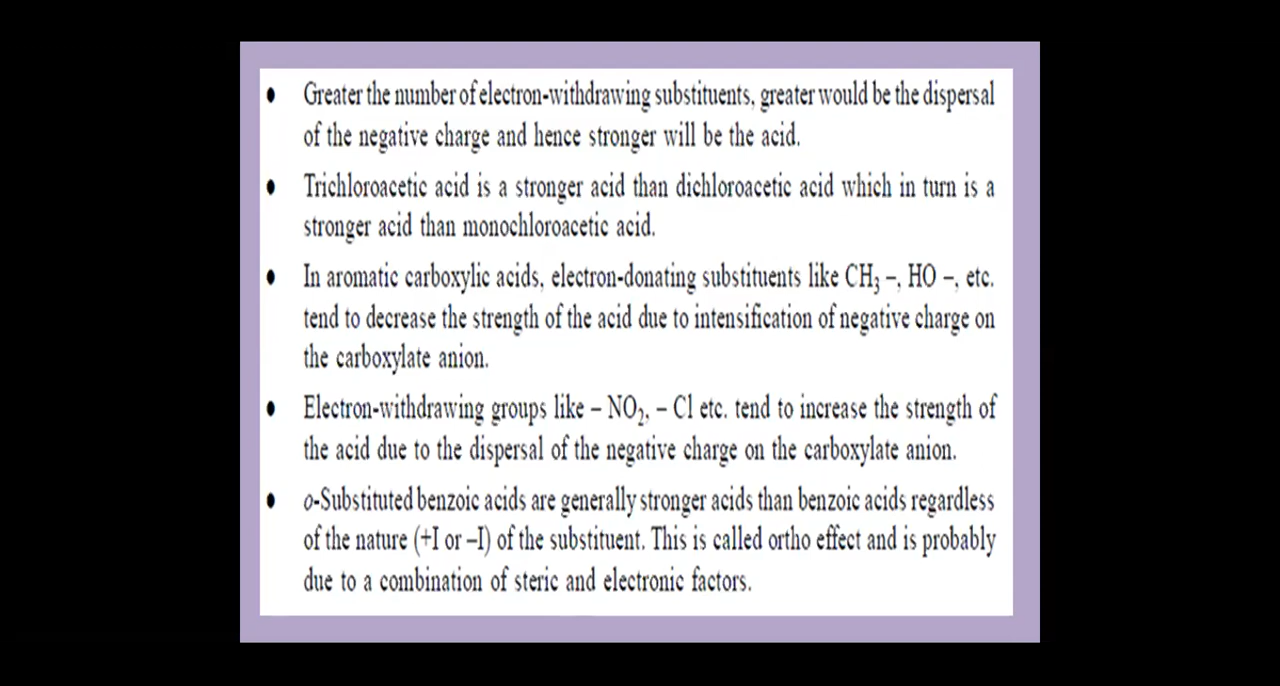 • Greater the number of electron-withdrawing substituents, greater would be the dispersal
of the negative charge and hence stronger will be the acid.
• Trichloroacetic acid is a stronger acid than dichloroacetic acid which in turn is a
stronger acid than monochloroacetic acid.
• In aromatic carboxylic acids, electron-donating substituents like CH₃ –, HO –, etc.
tend to decrease the strength of the acid due to intensification of negative charge on
the carboxylate anion.
• Electron-withdrawing groups like – NO₂, – Cl etc. tend to increase the strength of
the acid due to the dispersal of the negative charge on the carboxylate anion.
• o-Substituted benzoic acids are generally stronger acids than benzoic acids regardless
of the nature (+I or –I) of the substituent. This is called ortho effect and is probably
due to a combination of steric and electronic factors.